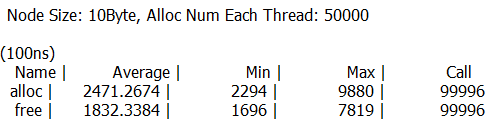 Node Size: 10Byte, Alloc Num Each Thread: 50000
(100ns)
Name | Average | Min | Max | Call
alloc | 2471.2674 | 2294 | 9880 | 99996
free | 1832.3384 | 1696 | 7819 | 99996